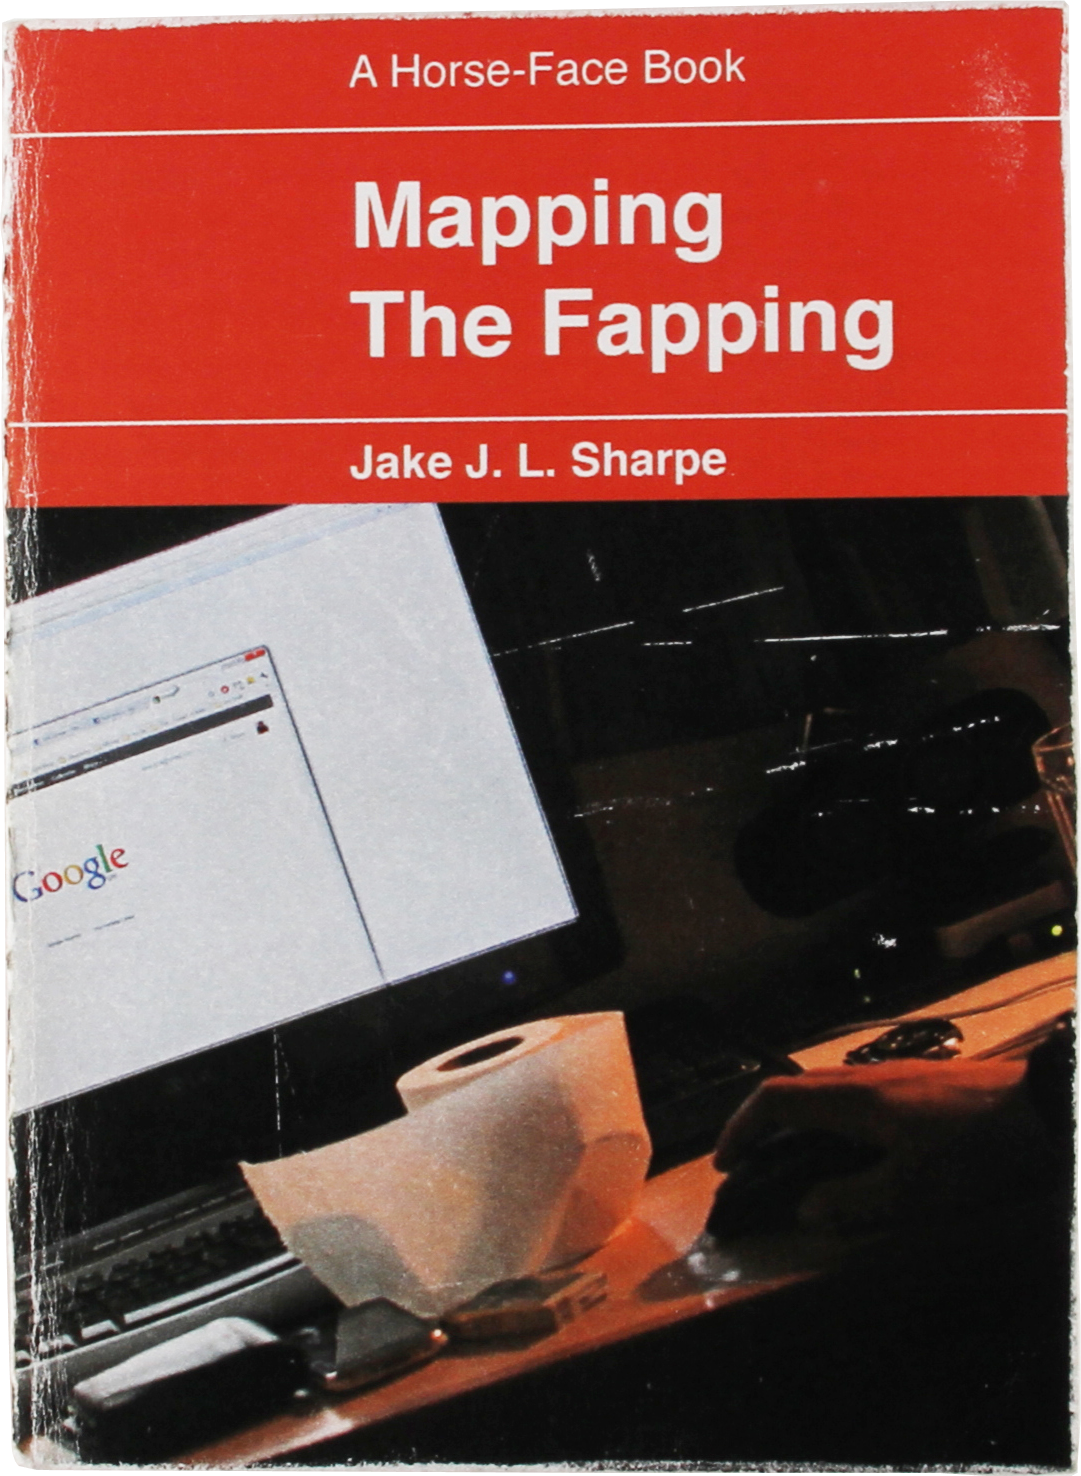 A Horse-Face Book
Mapping
The Fapping
Jake J. L. Sharpe
Google